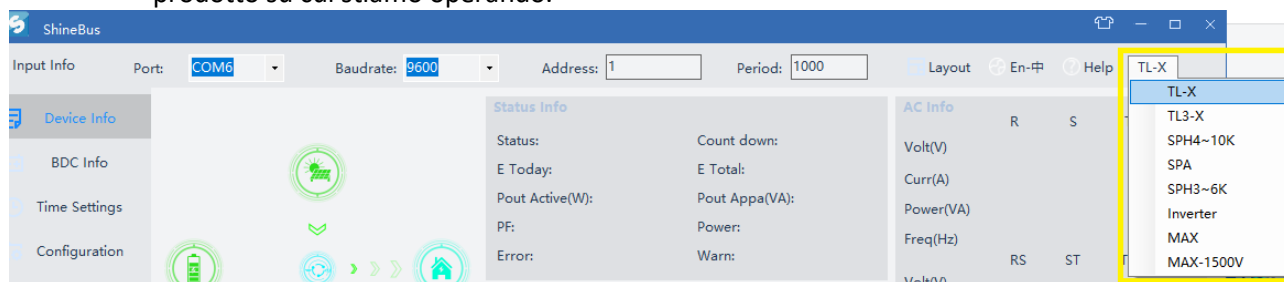 prodotto su cui stiamo operando.
ShineBus
Input Info Port: COM6 Baudrate: 9600 Address: 1 Period: 1000 Layout En-中 Help TL-X
TL-X
TL3-X
SPH4~10K
SPA
SPH3~6K
Inverter
MAX
MAX-1500V
Device Info
BDC Info
Time Settings
Configuration
Status Info
Status: Count down:
E Today: E Total:
Pout Active(W): Pout Appa(VA):
PF: Power:
Error: Warn:
AC Info
R S
Volt(V)
Curr(A)
Power(VA)
Freq(Hz)
RS ST
Volt(V)